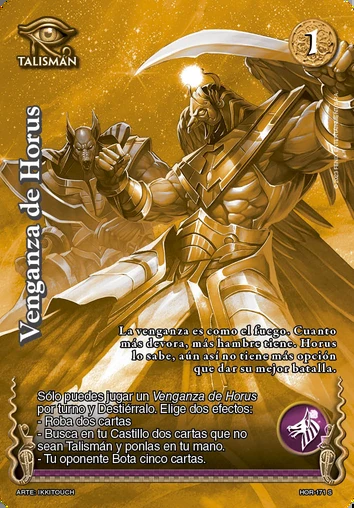 TALISMÁN
1
Venganza de Horus
La venganza es como el fuego. Cuanto
más devora, más hambre tiene. Horus
lo sabe, aún así no tiene más opción
que dar su mejor batalla.
Sólo puedes jugar un Venganza de Horus
por turno y Destiérralo. Elige dos efectos:
- Roba dos cartas
- Busca en tu Castillo dos cartas que no
sean Talismán y ponlas en tu mano.
- Tu oponente Bota cinco cartas.
ARTE: IKKITOUCH
HOR-171 S